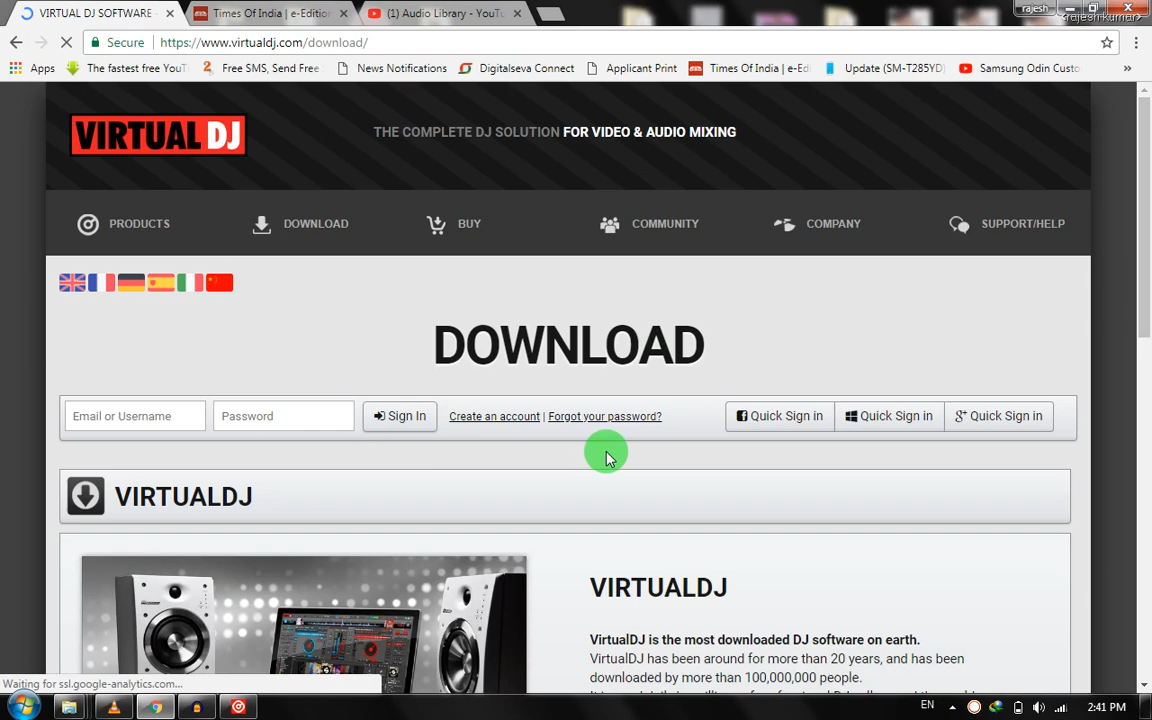 VIRTUAL DJ SOFTWARE -
Times Of India | e-Edition
(1) Audio Library - YouTu
rajesh
rajesh kumar
Secure
https://www.virtualdj.com/download/
Apps
The fastest free YouT
Free SMS, Send Free
News Notifications
Digitalseva Connect
Applicant Print
Times Of India | e-Edi
Update (SM-T285YD)
Samsung Odin Custo
»
VIRTUAL DJ
THE COMPLETE DJ SOLUTION FOR VIDEO & AUDIO MIXING
PRODUCTS
DOWNLOAD
BUY
COMMUNITY
COMPANY
SUPPORT/HELP
DOWNLOAD
Email or Username
Password
Sign In
Create an account | Forgot your password?
Quick Sign in
Quick Sign in
Quick Sign in
VIRTUALDJ
VIRTUALDJ
VirtualDJ is the most downloaded DJ software on earth.
VirtualDJ has been around for more than 20 years, and has been
downloaded by more than 100,000,000 people.
Waiting for ssl.google-analytics.com...
EN
2:41 PM